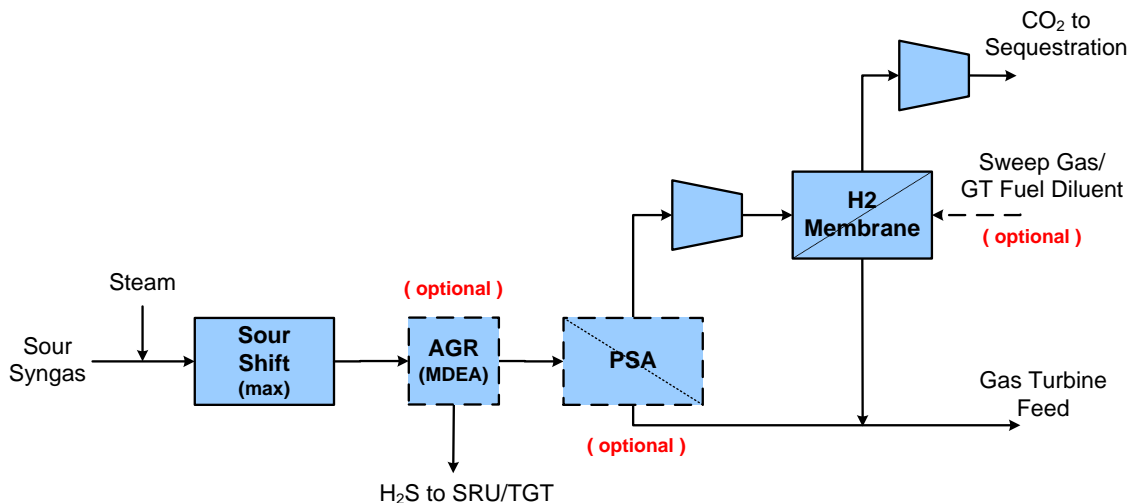 CO₂ to
Sequestration
Sweep Gas/
GT Fuel Diluent
( optional )
H2
Membrane
Steam
( optional )
Sour
Syngas
Sour
Shift
(max)
AGR
(MDEA)
PSA
Gas Turbine
Feed
( optional )
H₂S to SRU/TGT